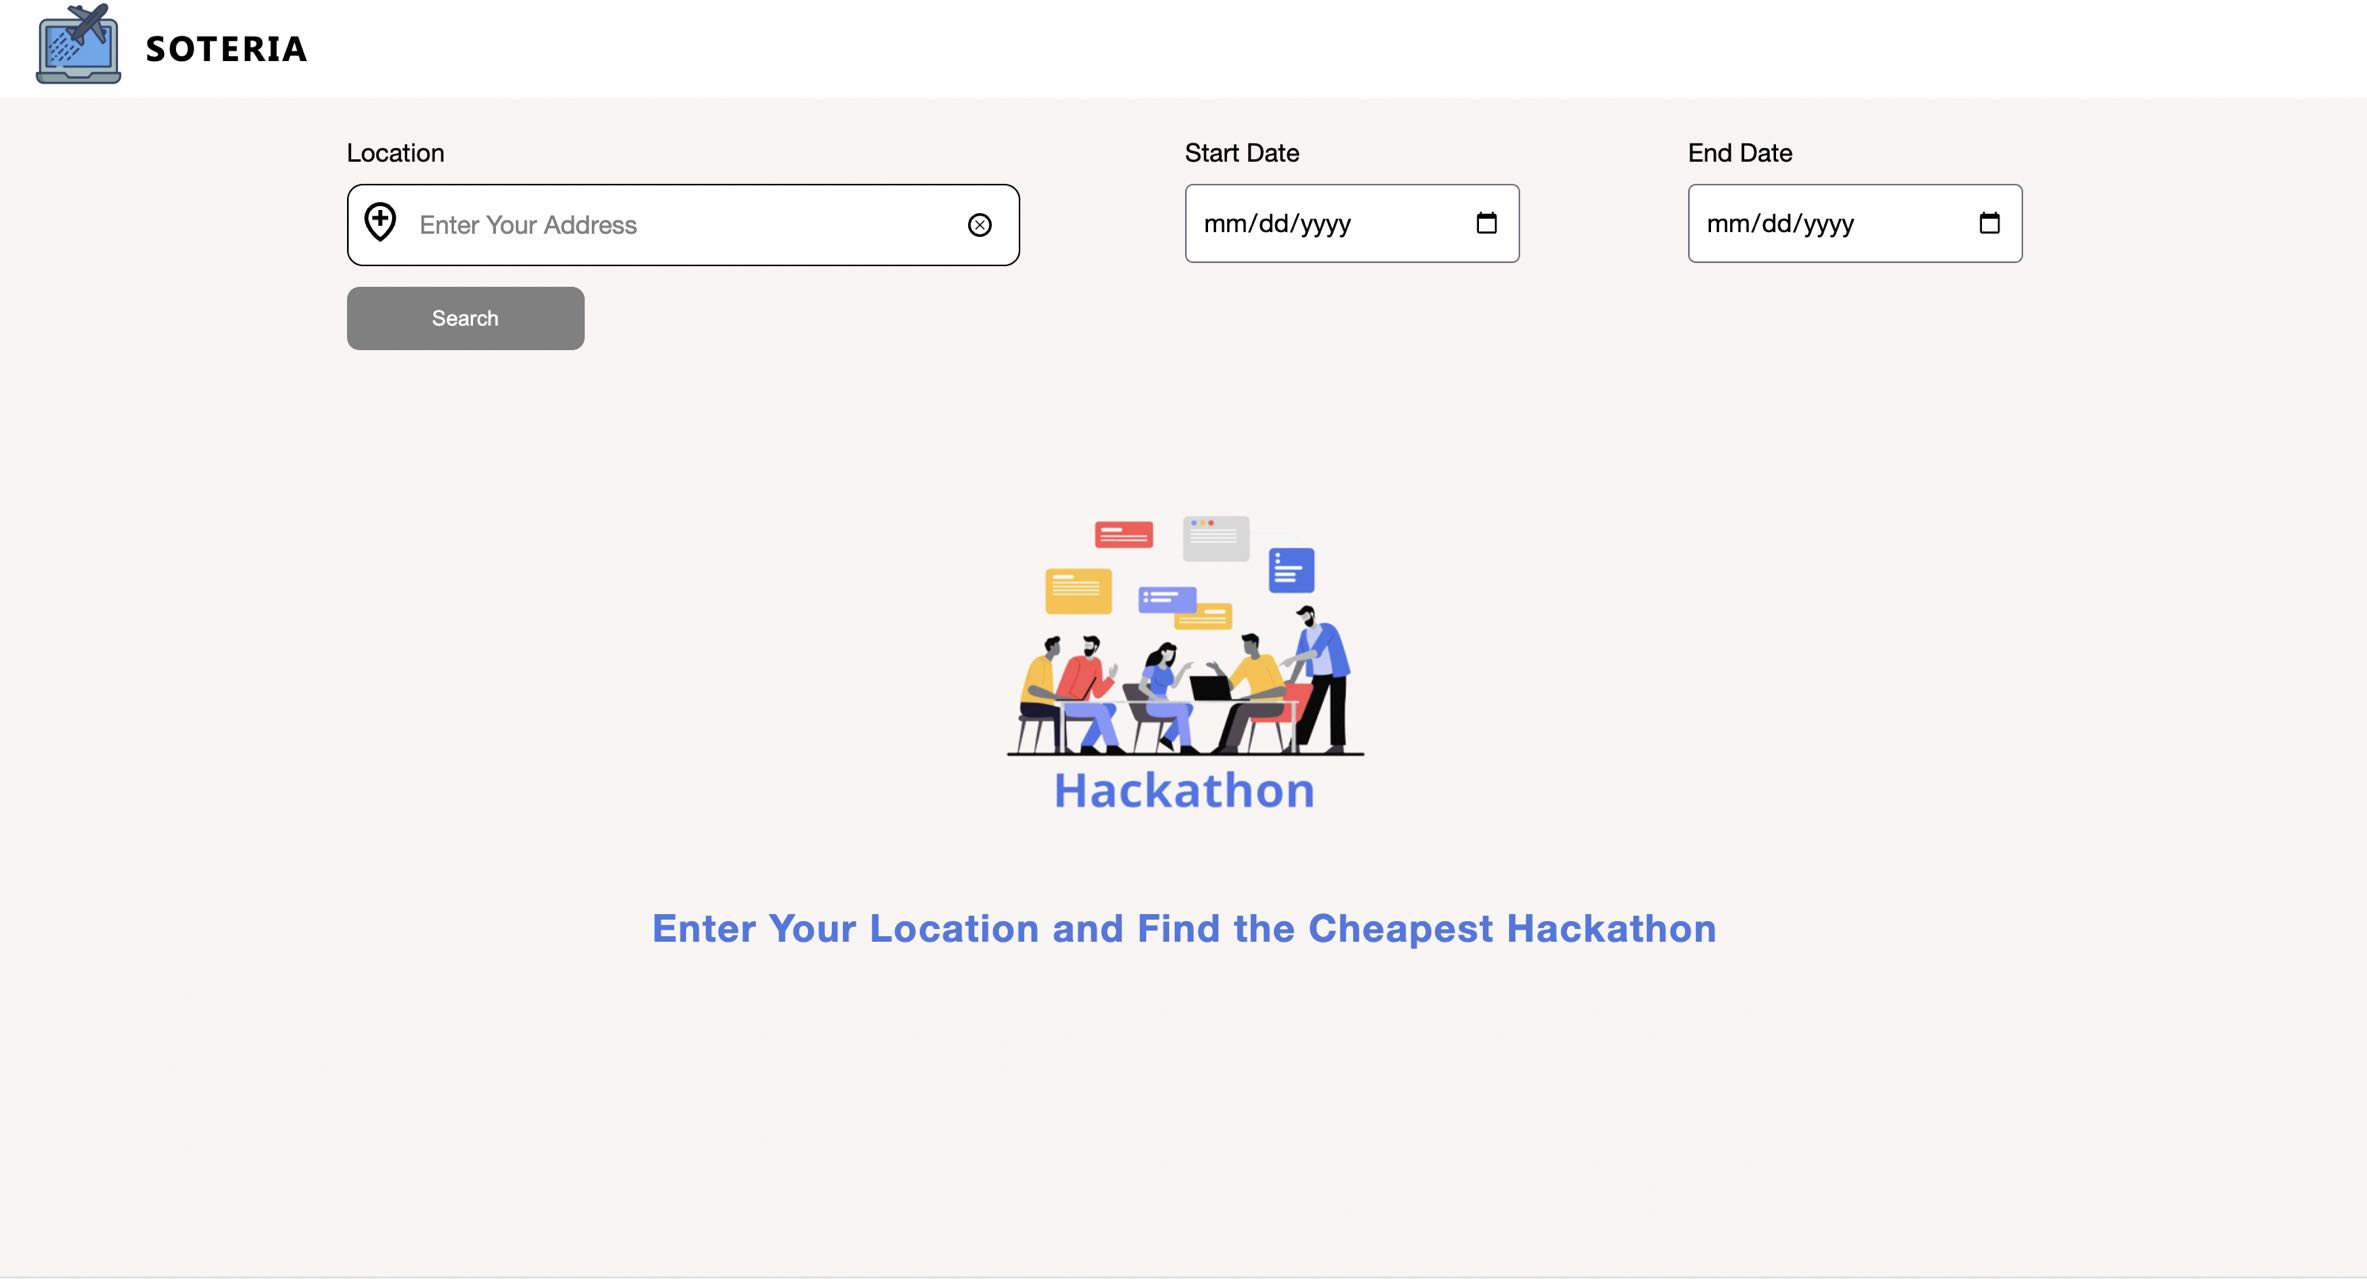 SOTERIA
Location
Start Date
End Date
Enter Your Address
mm/dd/yyyy
mm/dd/yyyy
Search
Hackathon
Enter Your Location and Find the Cheapest Hackathon